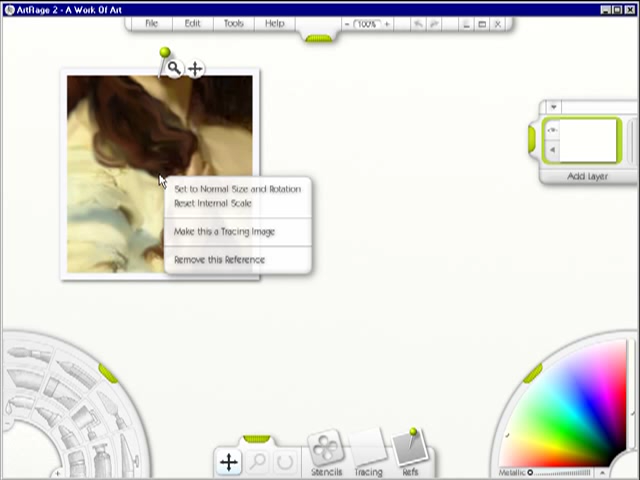 ArtRage 2 - A Work Of Art
File Edit Tools Help 100%
Set to Normal Size and Rotation
Reset Internal Scale
Make this a Tracing Image
Remove this Reference
Add Layer
Stencils Tracing Refs
Metallic